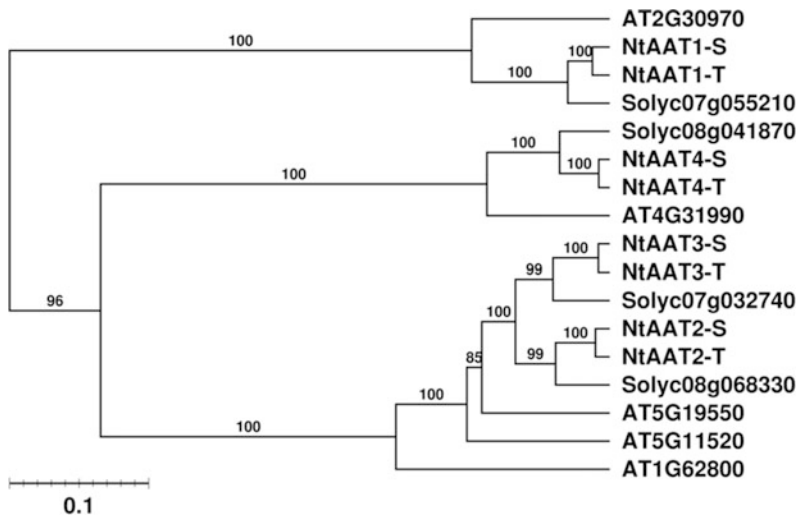 AT2G30970
100
NtAAT1-S
100
100
NtAAT1-T
Solyc07g055210
Solyc08g041870
100
NtAAT4-S
100
100
NtAAT4-T
AT4G31990
NtAAT3-S
100
99
NtAAT3-T
96
Solyc07g032740
100
NtAAT2-S
100
85
99
NtAAT2-T
Solyc08g068330
100
AT5G19550
100
AT5G11520
AT1G62800
0.1